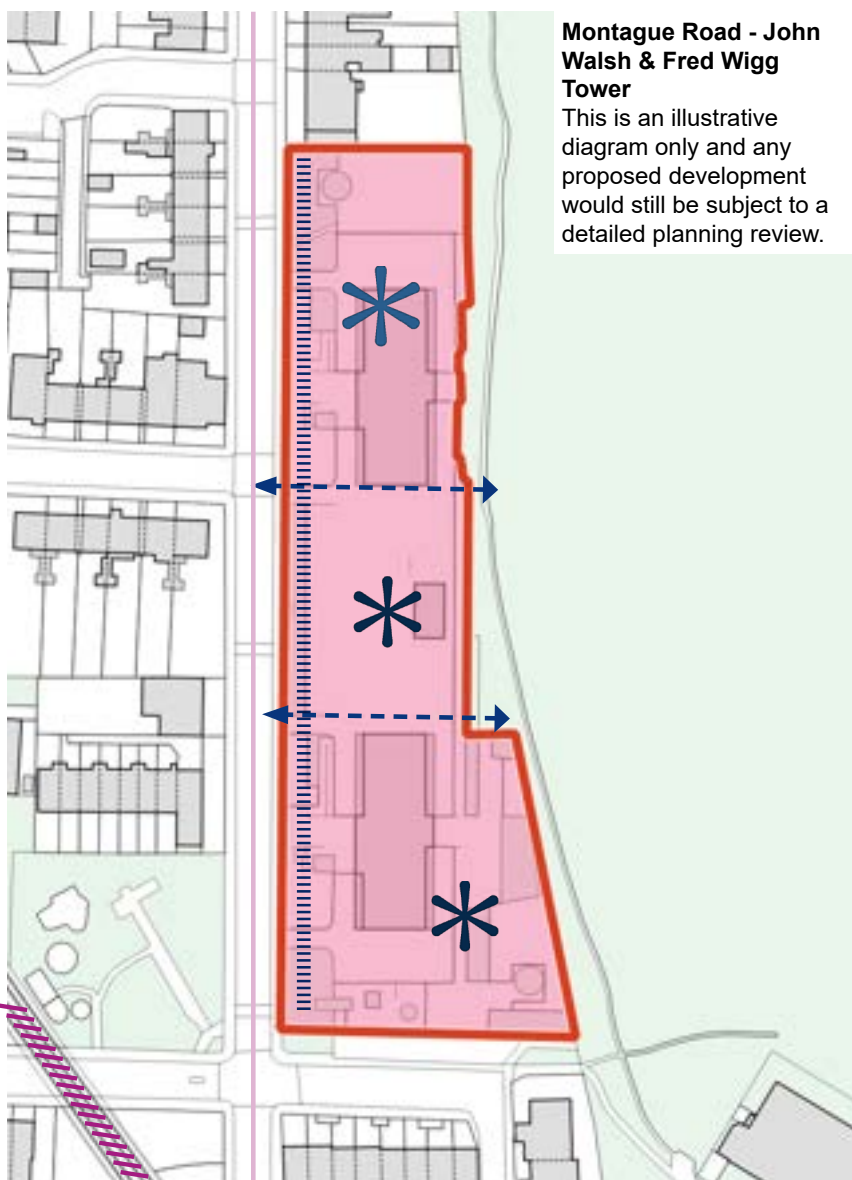 Montague Road - John
Walsh & Fred Wigg
Tower
This is an illustrative
diagram only and any
proposed development
would still be subject to a
detailed planning review.